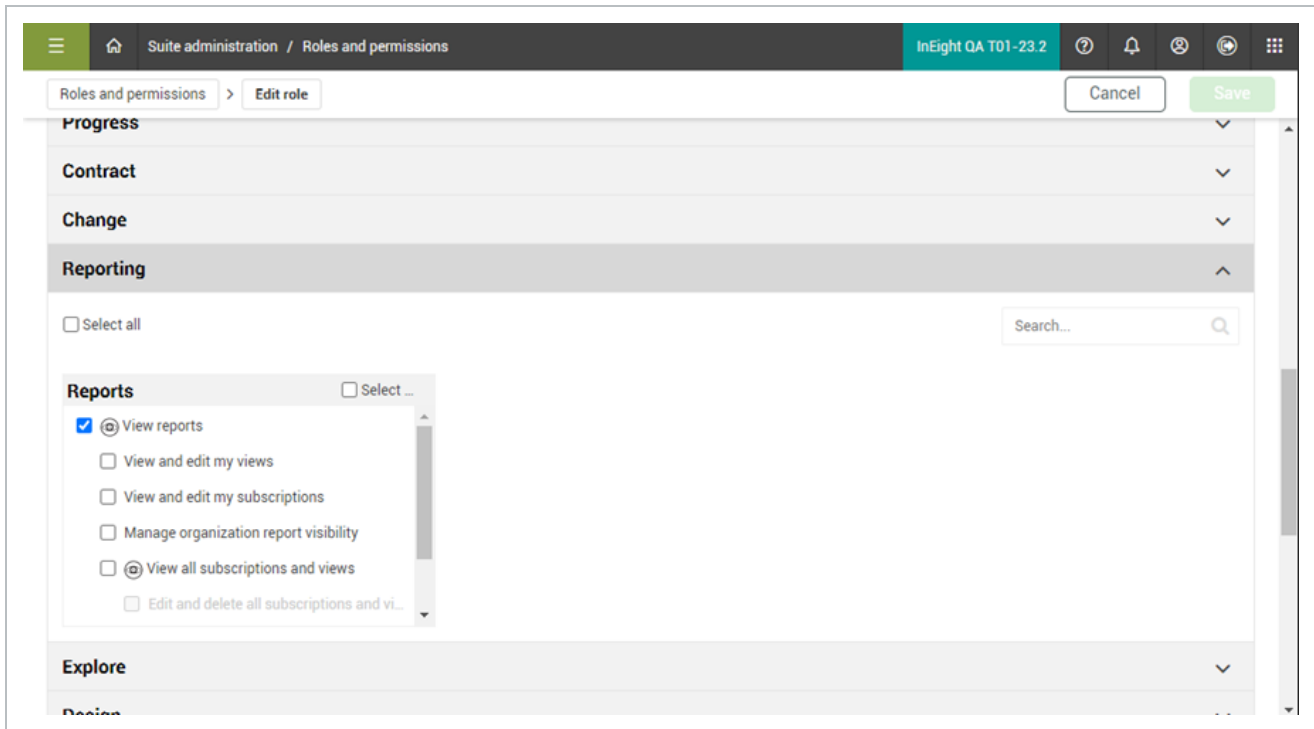 Suite administration / Roles and permissions
InEight QA T01-23.2
Roles and permissions > Edit role
Cancel
Save
Progress
Contract
Change
Reporting
Select all
Search...
Reports
Select ...
View reports
View and edit my views
View and edit my subscriptions
Manage organization report visibility
View all subscriptions and views
Edit and delete all subscriptions and vi...
Explore
Design